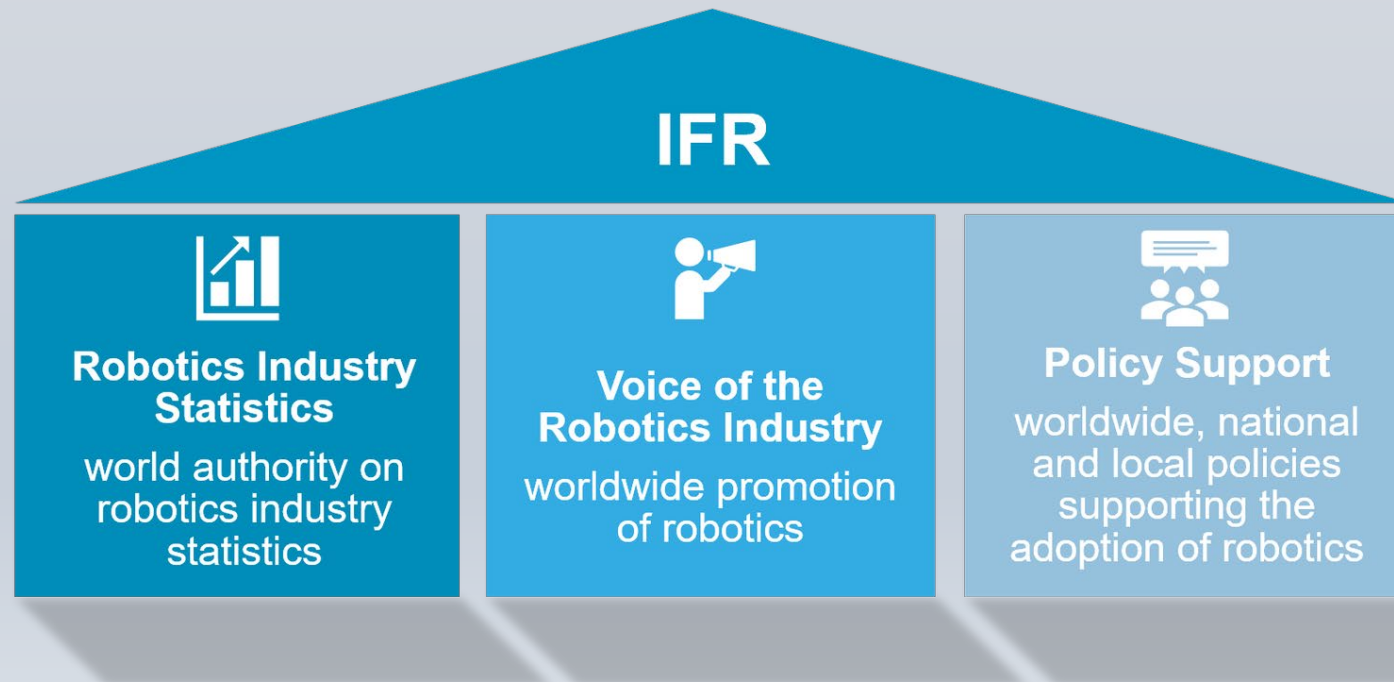 IFR
Robotics Industry
Statistics
world authority on
robotics industry
statistics
Voice of the
Robotics Industry
worldwide promotion
of robotics
Policy Support
worldwide, national
and local policies
supporting the
adoption of robotics